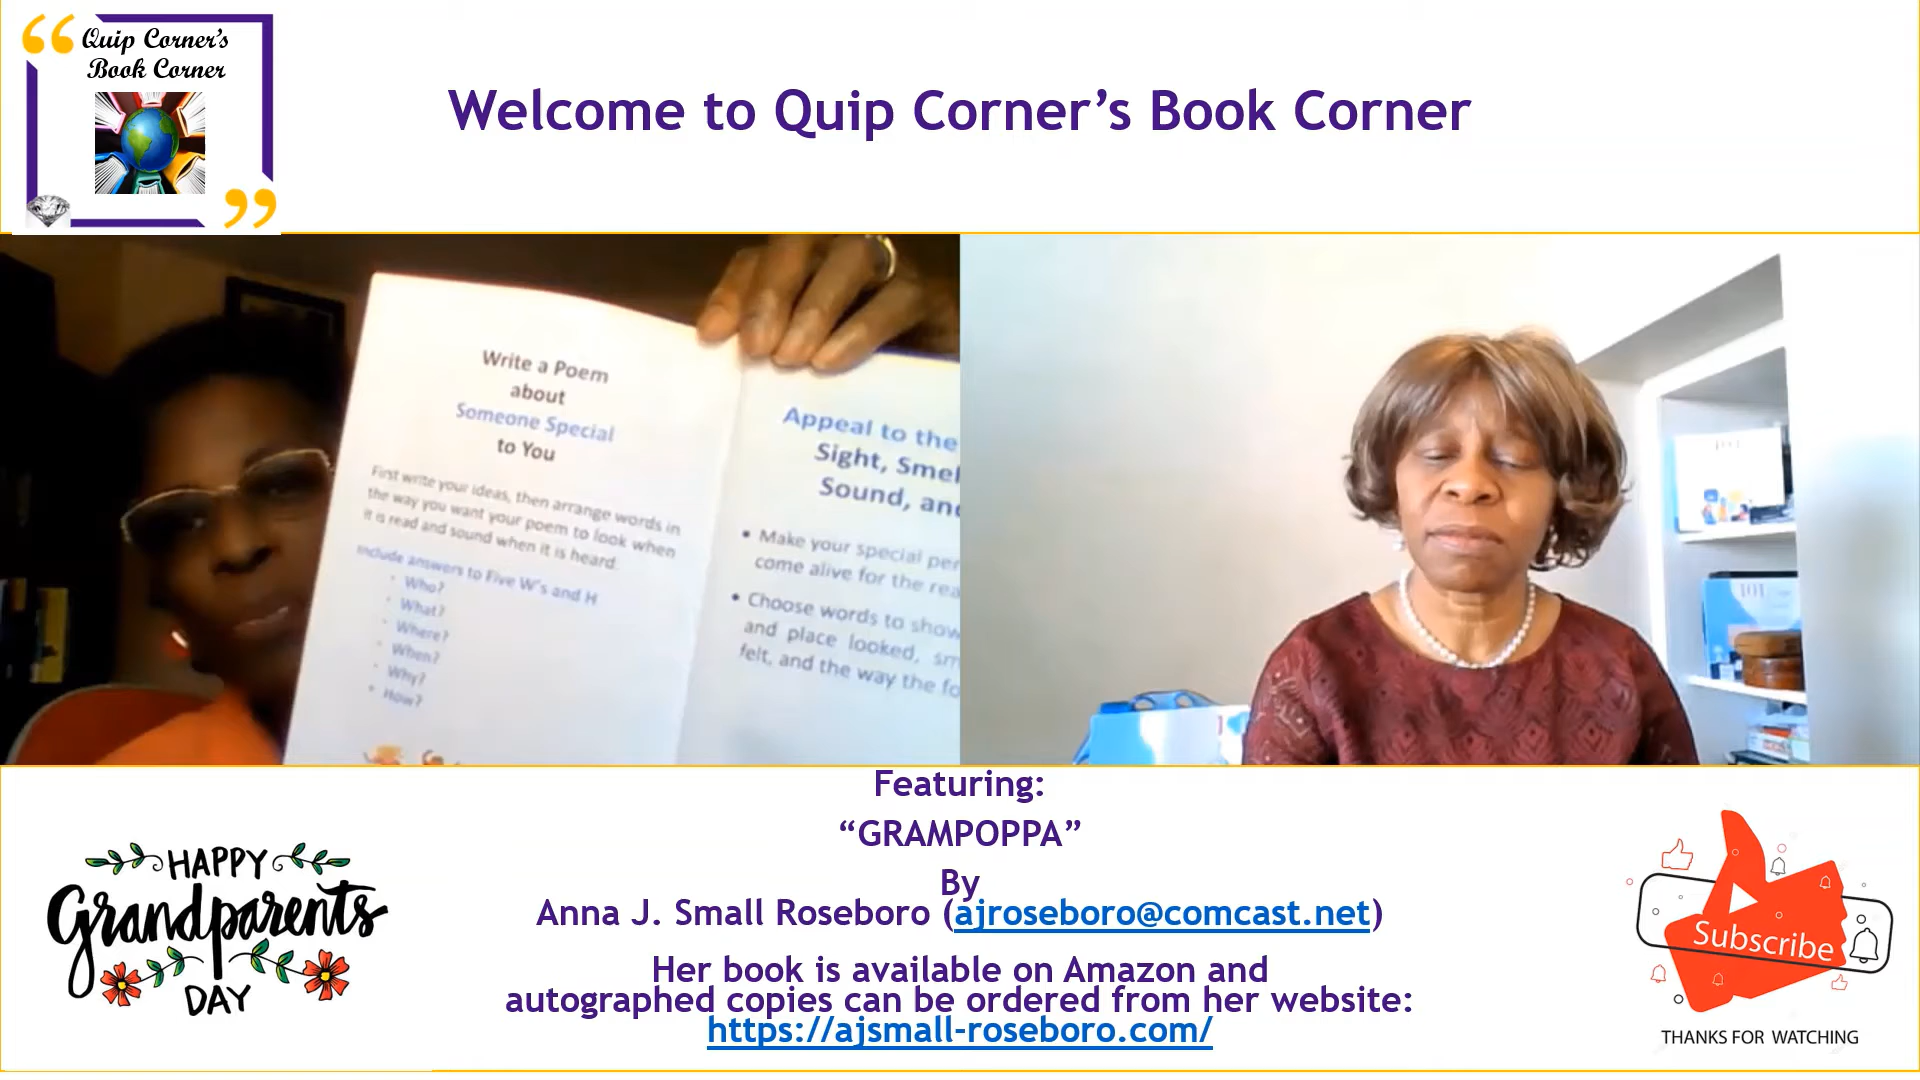 Quip Corner's
Book Corner
Welcome to Quip Corner’s Book Corner
Write a Poem
about
Someone Special
to You
First write your ideas, then arrange words in
the way you want your poem to look when
it is read and sound when it is heard.
Include answers to Five W's and H
• Who?
• What?
• Where?
• When?
• Why?
• How?
Appeal to the
Sight,
Sound,
• Make your special
come alive for the
• Choose words to show
and place looked,
felt, and the way the
101
101
Featuring:
“GRAMPOPPA”
By
Anna J. Small Roseboro (ajroseboro@comcast.net)
Her book is available on Amazon and
autographed copies can be ordered from her website:
https://ajsmall-roseboro.com/
HAPPY
Grandparents
DAY
Subscribe
THANKS FOR WATCHING